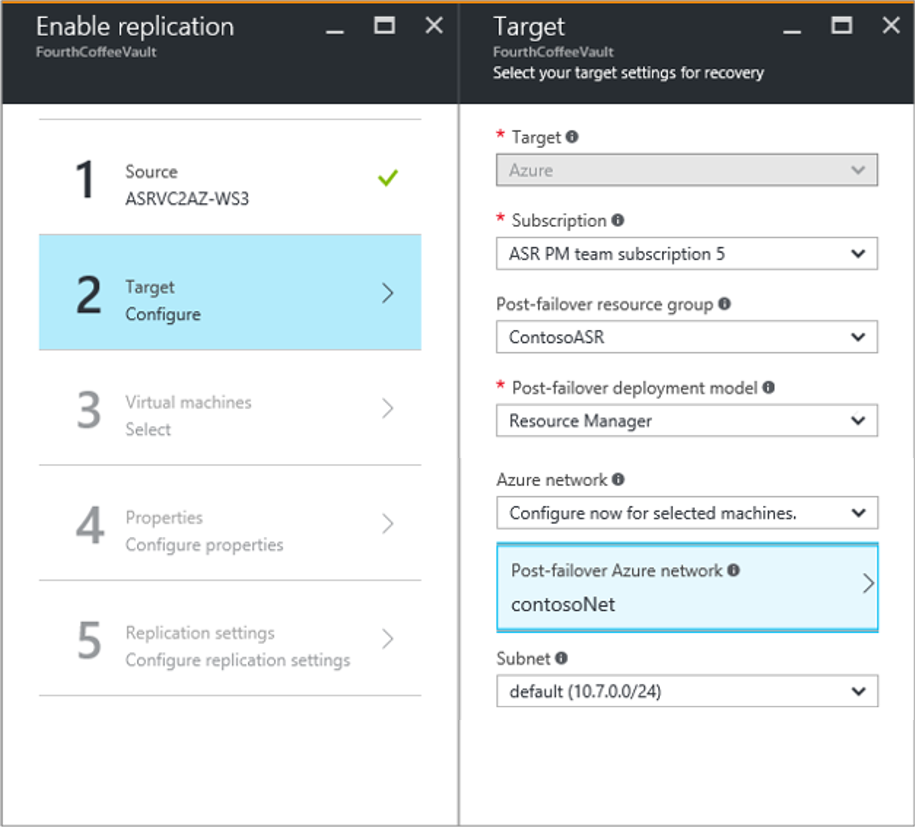 Enable replication
FourthCoffeeVault
1
Source
ASRVC2AZ-WS3
2
Target
Configure
3
Virtual machines
Select
4
Properties
Configure properties
5
Replication settings
Configure replication settings
Target
FourthCoffeeVault
Select your target settings for recovery
* Target
Azure
* Subscription
ASR PM team subscription 5
Post-failover resource group
ContosoASR
* Post-failover deployment model
Resource Manager
Azure network
Configure now for selected machines.
Post-failover Azure network
contosoNet
Subnet
default (10.7.0.0/24)